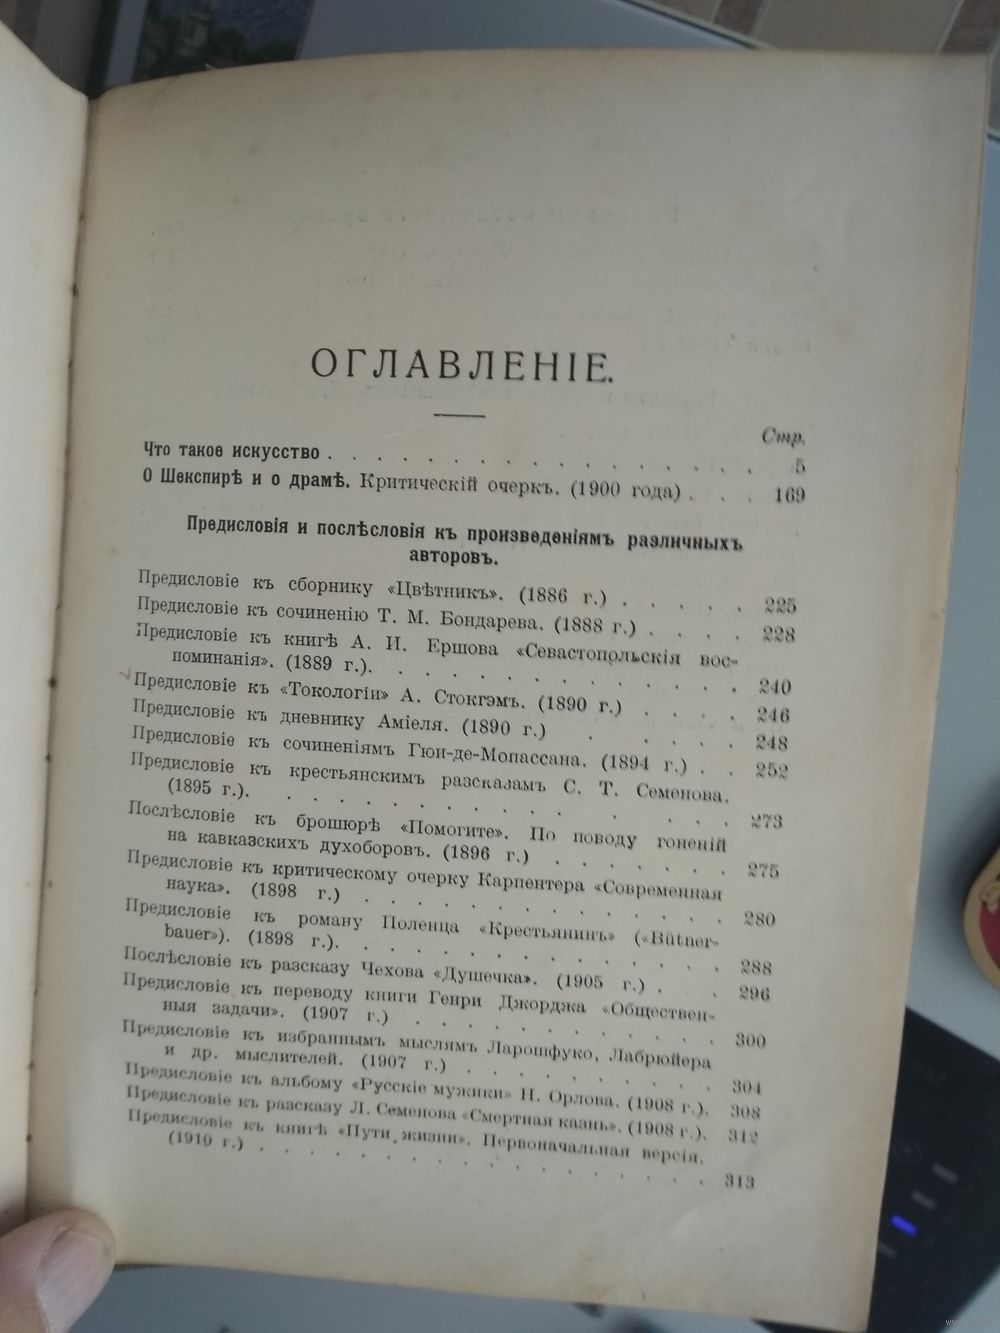 ОГЛАВЛЕНІЕ.
Стр.
Что такое искусство . . . . . . . . . . . . . . . . 5
О Шекспирѣ и о драмѣ. Критическій очеркъ. (1900 года) . . . 169
Предисловія и послѣсловія къ произведеніямъ различныхъ
авторовъ.
Предисловіе къ сборнику «Цвѣтникъ». (1886 г.) . . . . . 225
Предисловіе къ сочиненію Т. М. Бондарева. (1888 г.) . . . . 228
Предисловіе къ книгѣ А. И. Ершова «Севастопольскія вос-
поминанія». (1889 г.). . . . . . . . . . . . . . 240
Предисловіе къ «Токологіи» А. Стокгэмъ. (1890 г.) . . . . 246
Предисловіе къ дневнику Аміеля. (1890 г.) . . . . . 248
Предисловіе къ сочиненіямъ Гюи-де-Мопассана. (1894 г.) . . 252
Предисловіе къ крестьянскимъ разсказамъ С. Т. Семенова.
(1895 г.). . . . . . . . . . . . . . . . . 273
Послѣсловіе къ брошюрѣ «Помогите». По поводу гоненій
на кавказскихъ духоборовъ. (1896 г.) . . . . . . . 275
Предисловіе къ критическому очерку Карпентера «Современная
наука». (1898 г.) . . . . . . . . . . . . . . 280
Предисловіе къ роману Поленца «Крестьянинъ» («Bütner-
bauer»). (1898 г.). . . . . . . . . . . . . . . 288
Послѣсловіе къ разсказу Чехова «Душечка». (1905 г.) . . 296
Предисловіе къ переводу книги Генри Джорджа «Обществен-
ныя задачи». (1907 г.) . . . . . . . . . . . . 300
Предисловіе къ избраннымъ мыслямъ Ларошфуко, Лабрюйера
и др. мыслителей. (1907 г.) . . . . . . . . . 304
Предисловіе къ альбому «Русскіе мужики» Н. Орлова. (1908 г.). 308
Предисловіе къ разсказу Л. Семенова «Смертная казнь». (1908 г.). 312
Предисловіе къ книгѣ «Пути жизни». Первоначальная версія.
(1910 г.) . . . . . . . . . . . . . . . . . . 313